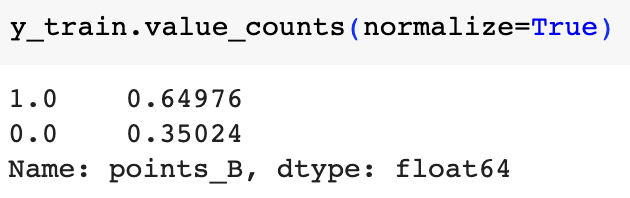 y_train.value_counts(normalize=True)
1.0    0.64976
0.0    0.35024
Name: points_B, dtype: float64